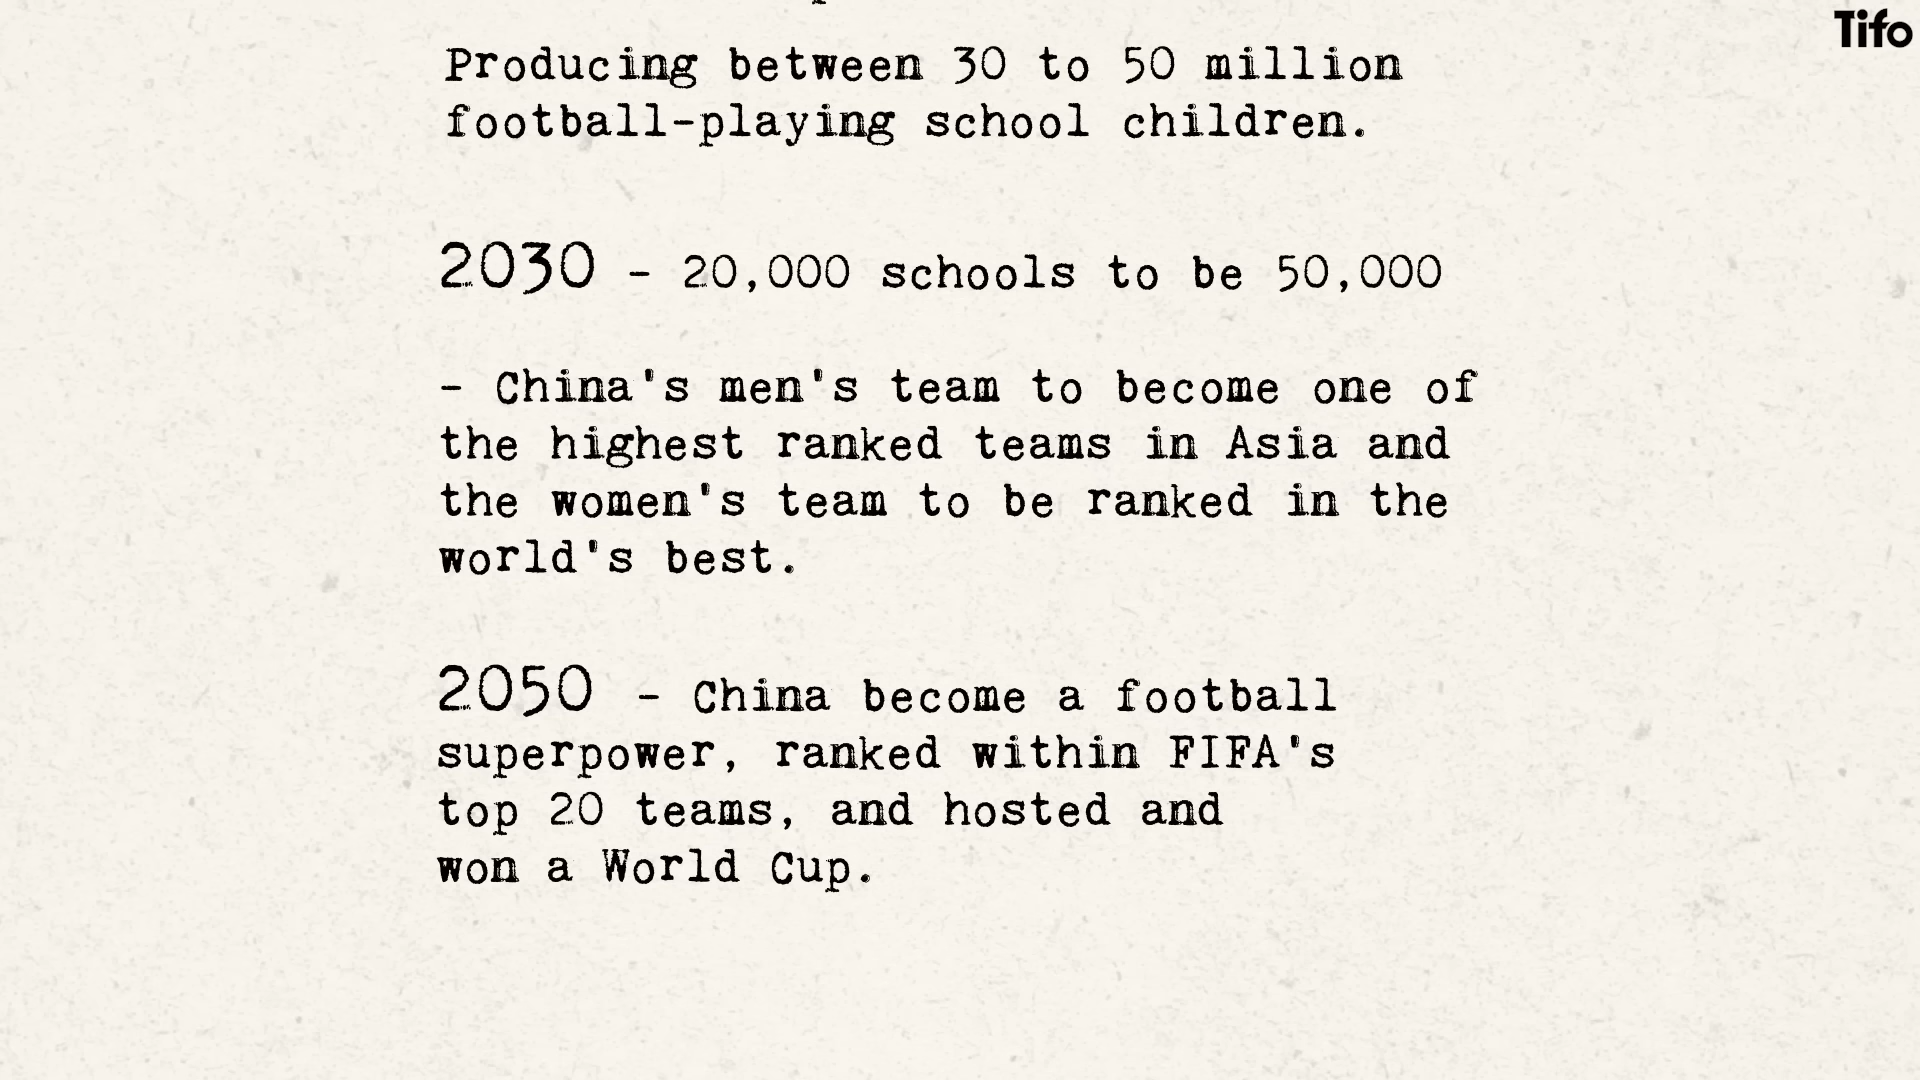 Tifo
Producing between 30 to 50 million
football-playing school children.
2030 - 20,000 schools to be 50,000
- China's men's team to become one of
the highest ranked teams in Asia and
the women's team to be ranked in the
world's best.
2050 - China become a football
superpower, ranked within FIFA's
top 20 teams, and hosted and
won a World Cup.